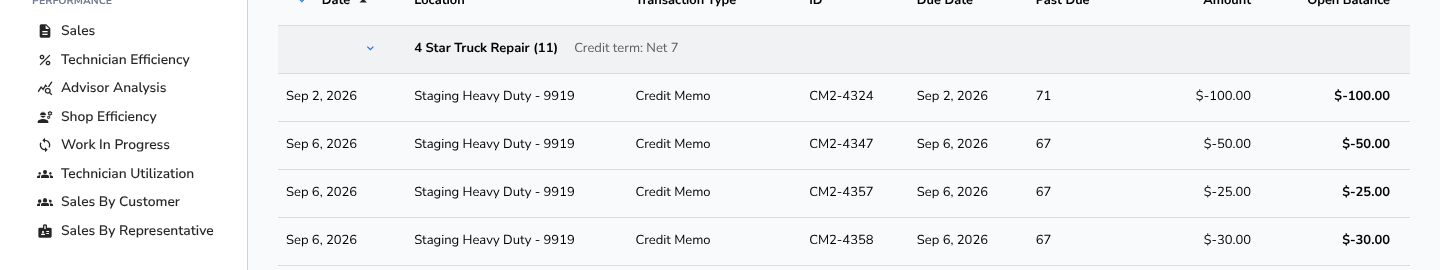 PERFORMANCE
Sales
Technician Efficiency
Advisor Analysis
Shop Efficiency
Work In Progress
Technician Utilization
Sales By Customer
Sales By Representative
Date Location Transaction Type ID Due Date Past Due Amount Open Balance
4 Star Truck Repair (11) Credit term: Net 7
Sep 2, 2026 Staging Heavy Duty - 9919 Credit Memo CM2-4324 Sep 2, 2026 71 $-100.00 $-100.00
Sep 6, 2026 Staging Heavy Duty - 9919 Credit Memo CM2-4347 Sep 6, 2026 67 $-50.00 $-50.00
Sep 6, 2026 Staging Heavy Duty - 9919 Credit Memo CM2-4357 Sep 6, 2026 67 $-25.00 $-25.00
Sep 6, 2026 Staging Heavy Duty - 9919 Credit Memo CM2-4358 Sep 6, 2026 67 $-30.00 $-30.00